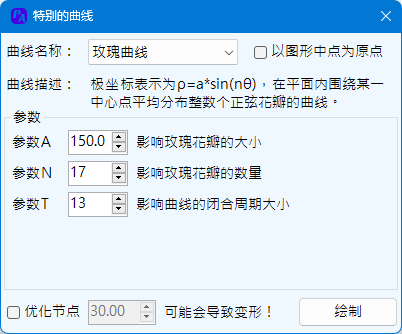 PA 特别的曲线
曲线名称： 玫瑰曲线 以图形中点为原点
曲线描述： 极坐标表示为ρ=a*sin(nθ)，在平面内围绕某一
中心点平均分布整数个正弦花瓣的曲线。
参数
参数A 150.0 影响玫瑰花瓣的大小
参数N 17 影响玫瑰花瓣的数量
参数T 13 影响曲线的闭合周期大小
优化节点 30.00 可能会导致变形！ 绘制